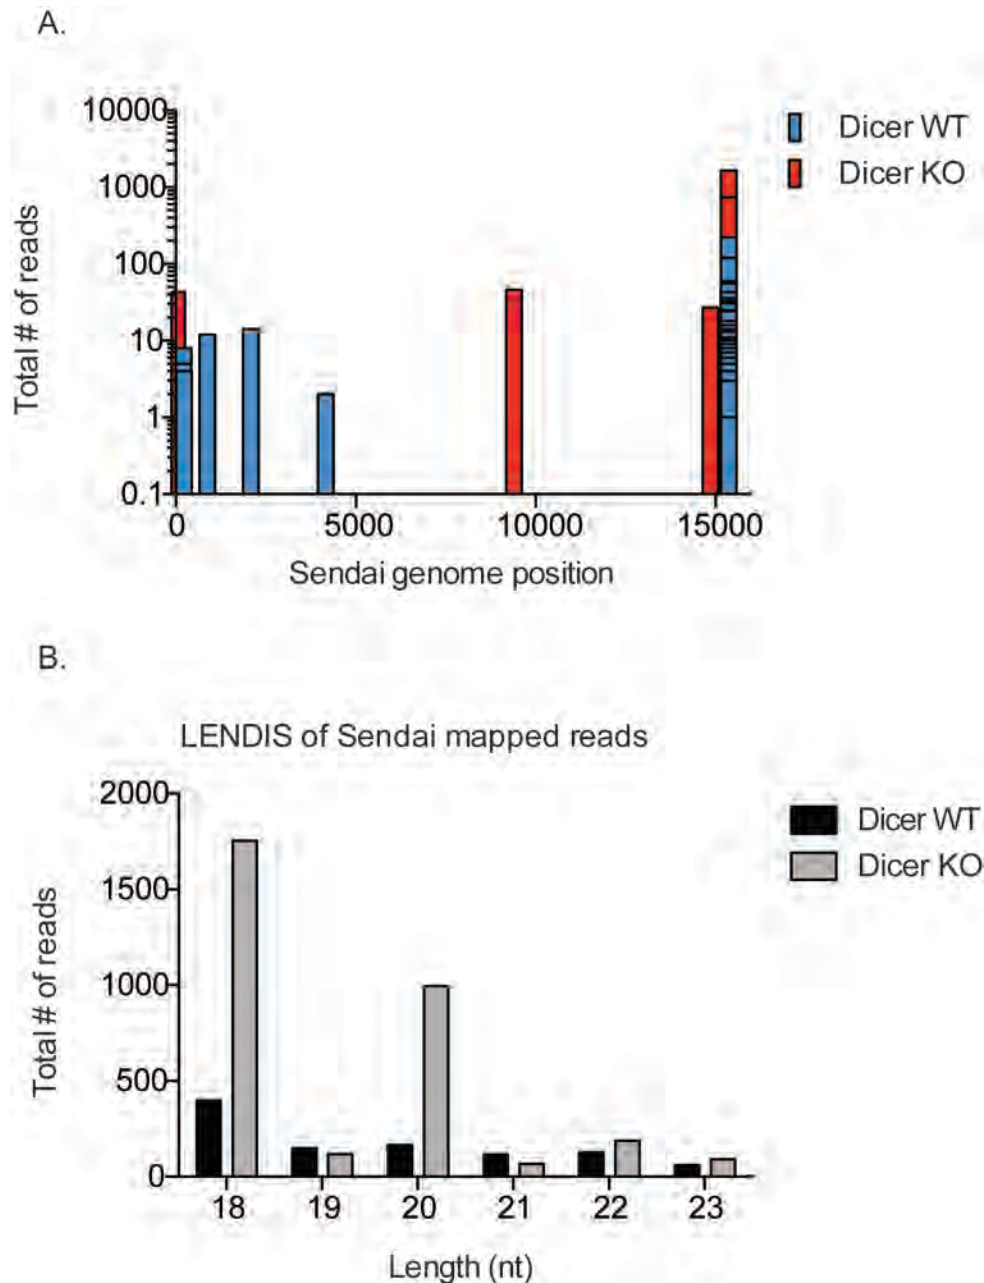 A.
10000
1000
100
10
1
0.1
Total # of reads
0
5000
10000
15000
Sendai genome position
Dicer WT
Dicer KO
B.
LENDIS of Sendai mapped reads
2000
1500
1000
500
0
Total # of reads
18
19
20
21
22
23
Length (nt)
Dicer WT
Dicer KO